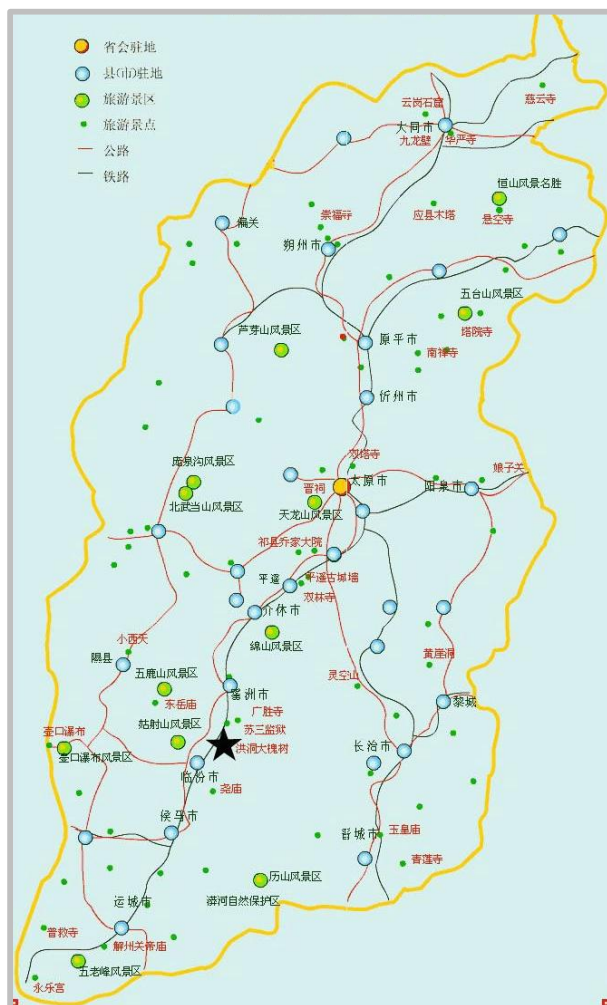 省会驻地
县(市)驻地
旅游景区
旅游景点
公路
铁路
云岗石窟
慈云寺
大同市
九龙壁
华严寺
恒山风景名胜
悬空寺
应县木塔
崇福寺
朔州市
偏关
五台山风景区
塔院寺
芦芽山风景区
原平市
南禅寺
忻州市
双塔寺
太原市
晋祠
天龙山风景区
阳泉市
娘子关
庞泉沟风景区
北武当山风景区
祁县乔家大院
平遥
平遥古城墙
双林寺
介休市
绵山风景区
小西天
隰县
五鹿山风景区
东岳庙
霍州市
灵空山
黄崖洞
黎城
广胜寺
苏三监狱
洪洞大槐树
姑射山风景区
壶口瀑布
壶口瀑布风景区
临汾市
尧庙
长治市
侯马市
晋城市
玉皇庙
青莲寺
历山风景区
蟒河自然保护区
运城市
普救寺
解州关帝庙
五老峰风景区
永乐宫